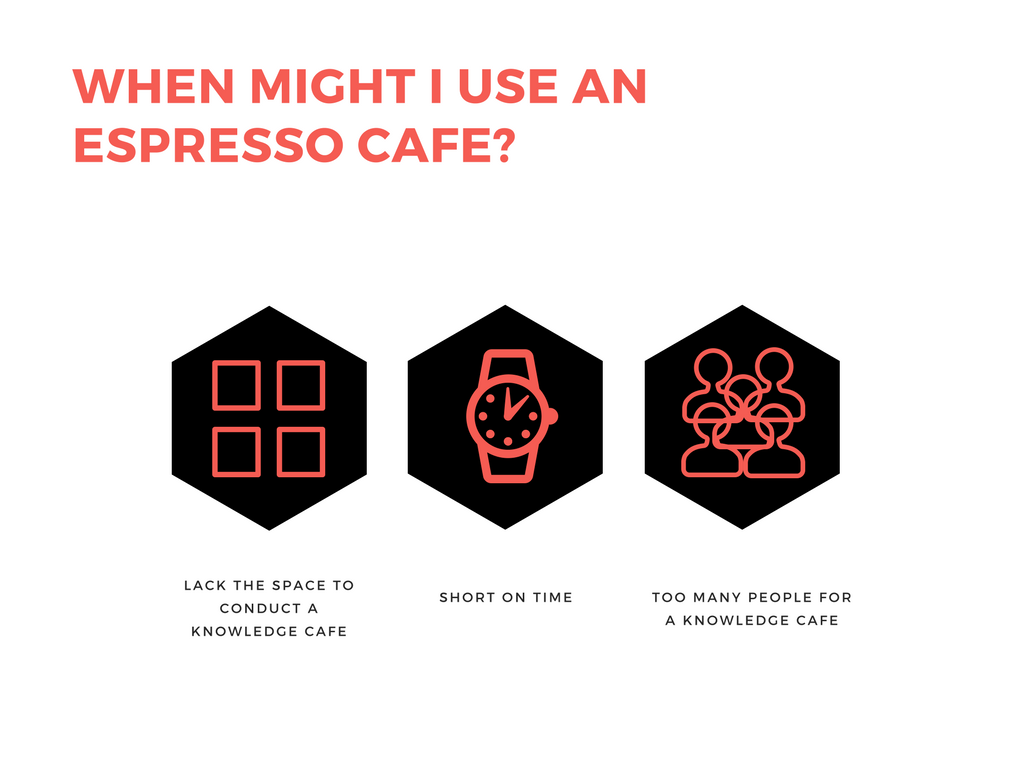 WHEN MIGHT I USE AN
ESPRESSO CAFE?
LACK THE SPACE TO
CONDUCT A
KNOWLEDGE CAFE
SHORT ON TIME
TOO MANY PEOPLE FOR
A KNOWLEDGE CAFE